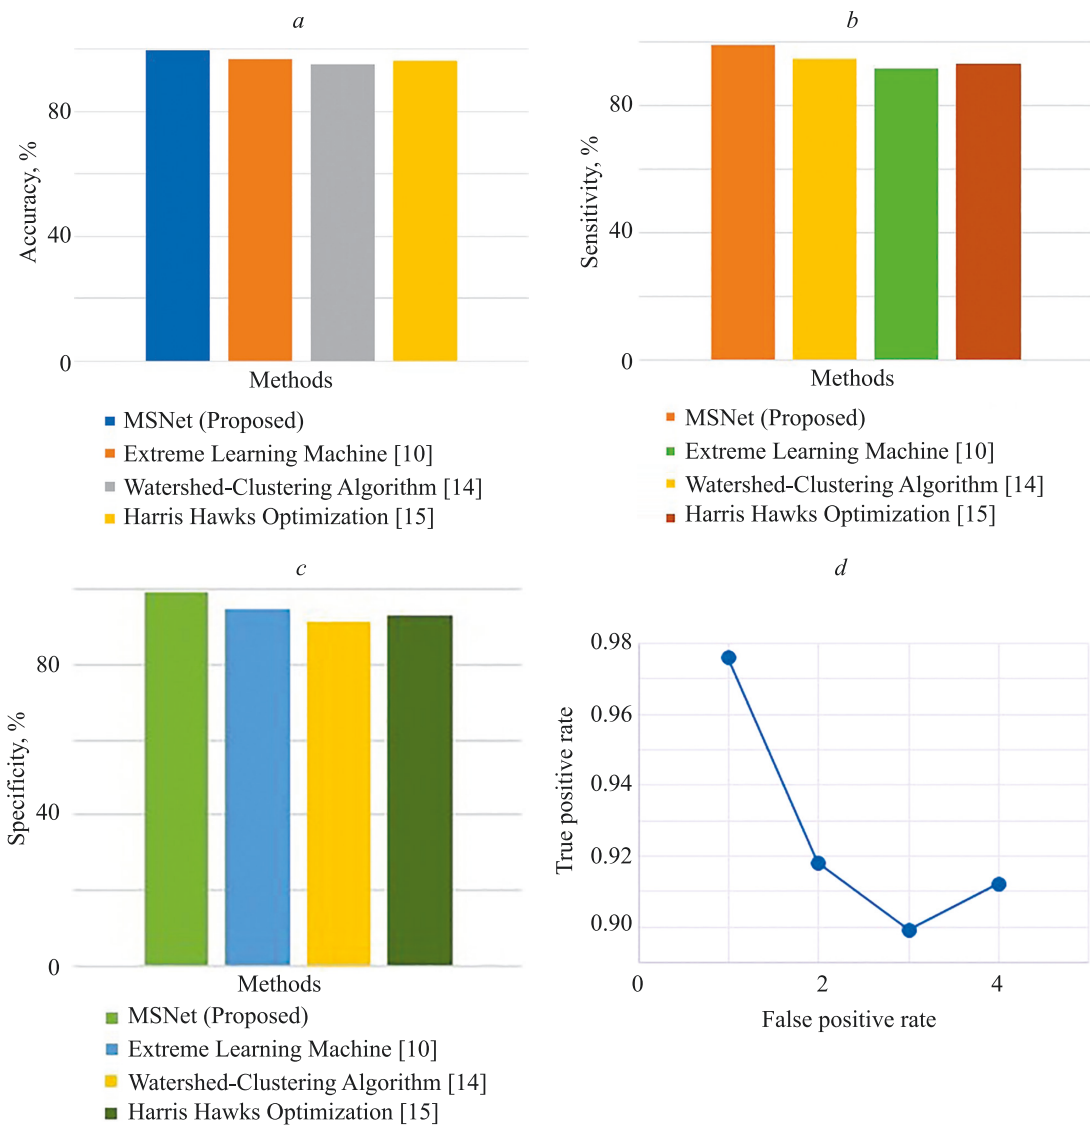 a
80
40
0
Accuracy, %
Methods
MSNet (Proposed)
Extreme Learning Machine [10]
Watershed-Clustering Algorithm [14]
Harris Hawks Optimization [15]
b
80
40
0
Sensitivity, %
Methods
MSNet (Proposed)
Extreme Learning Machine [10]
Watershed-Clustering Algorithm [14]
Harris Hawks Optimization [15]
c
80
40
0
Specificity, %
Methods
MSNet (Proposed)
Extreme Learning Machine [10]
Watershed-Clustering Algorithm [14]
Harris Hawks Optimization [15]
d
0.98
0.96
0.94
0.92
0.90
True positive rate
0 2 4
False positive rate